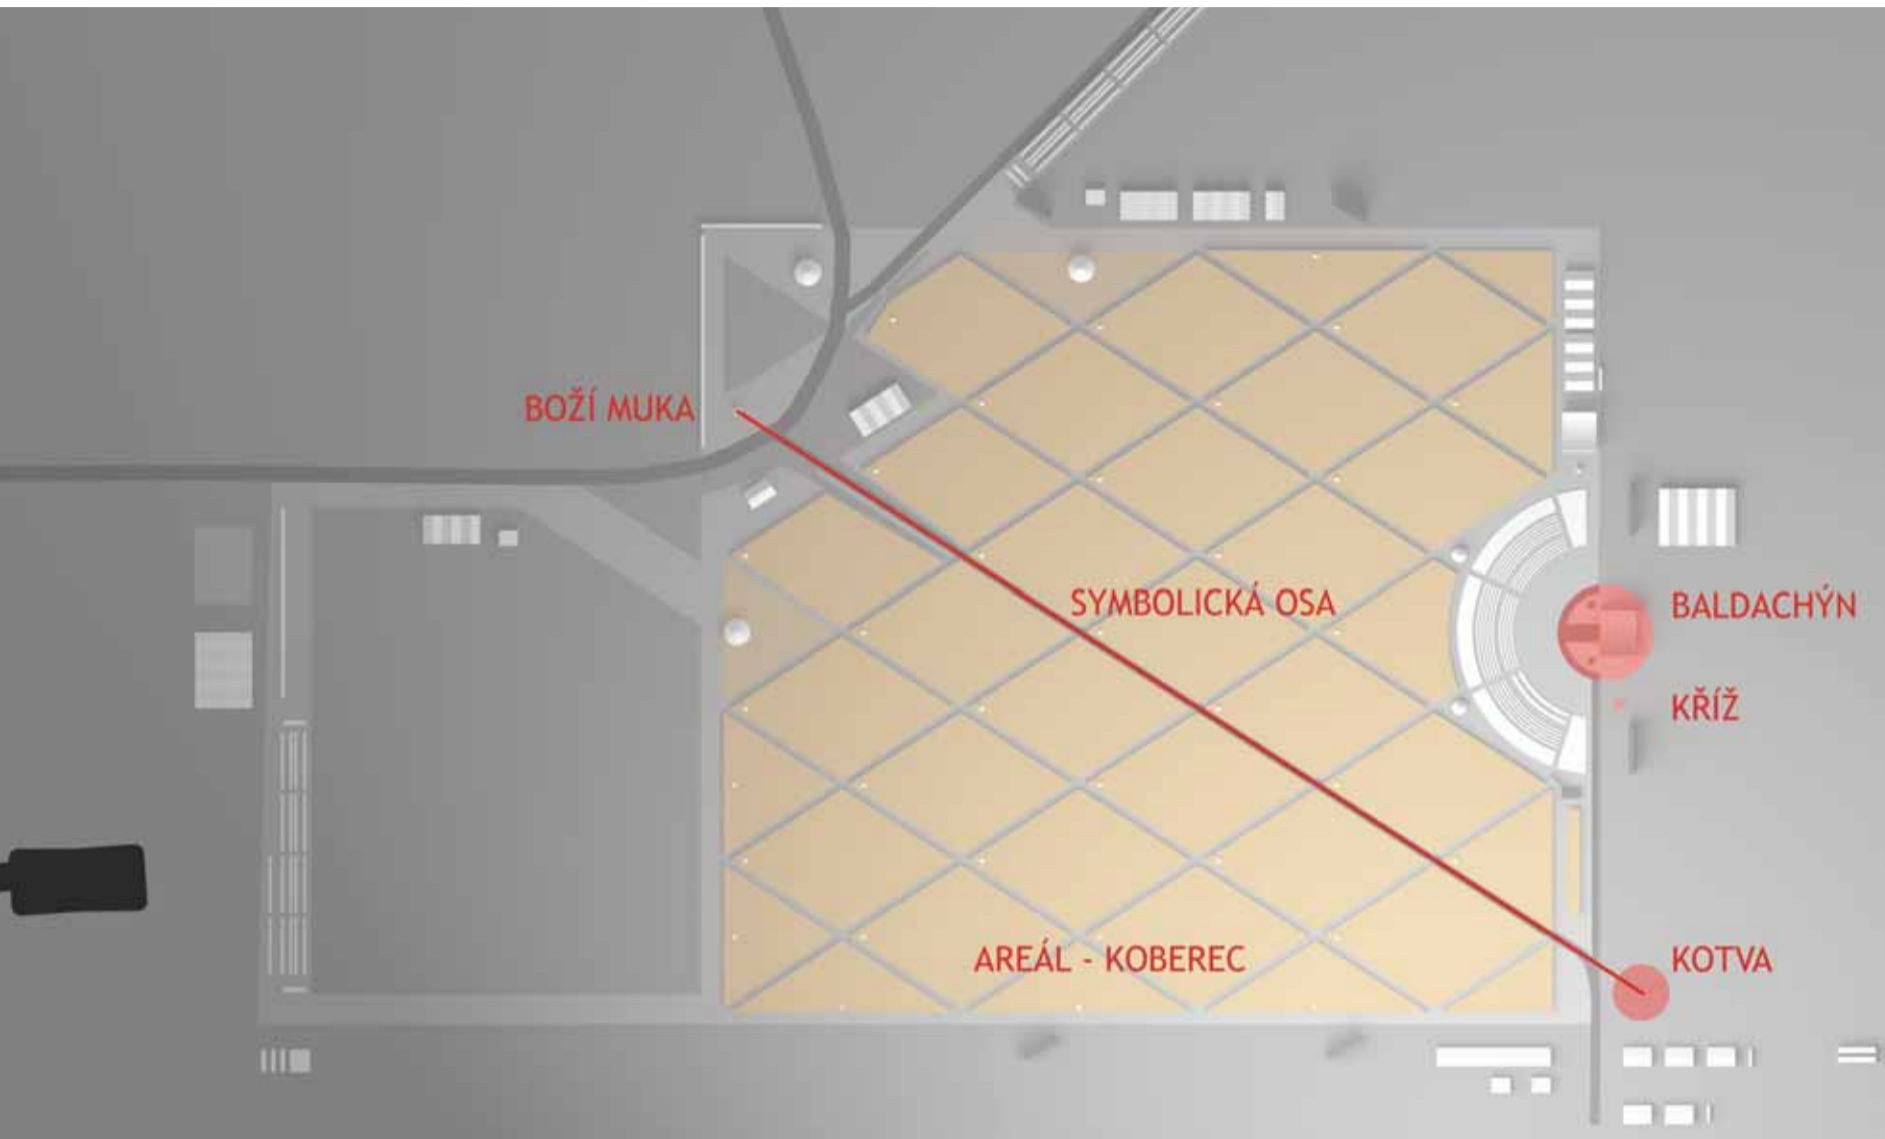 BOŽÍ MUKA
SYMBOLICKÁ OSA
BALDACHÝN
KŘÍŽ
AREÁL - KOBEREC
KOTVA